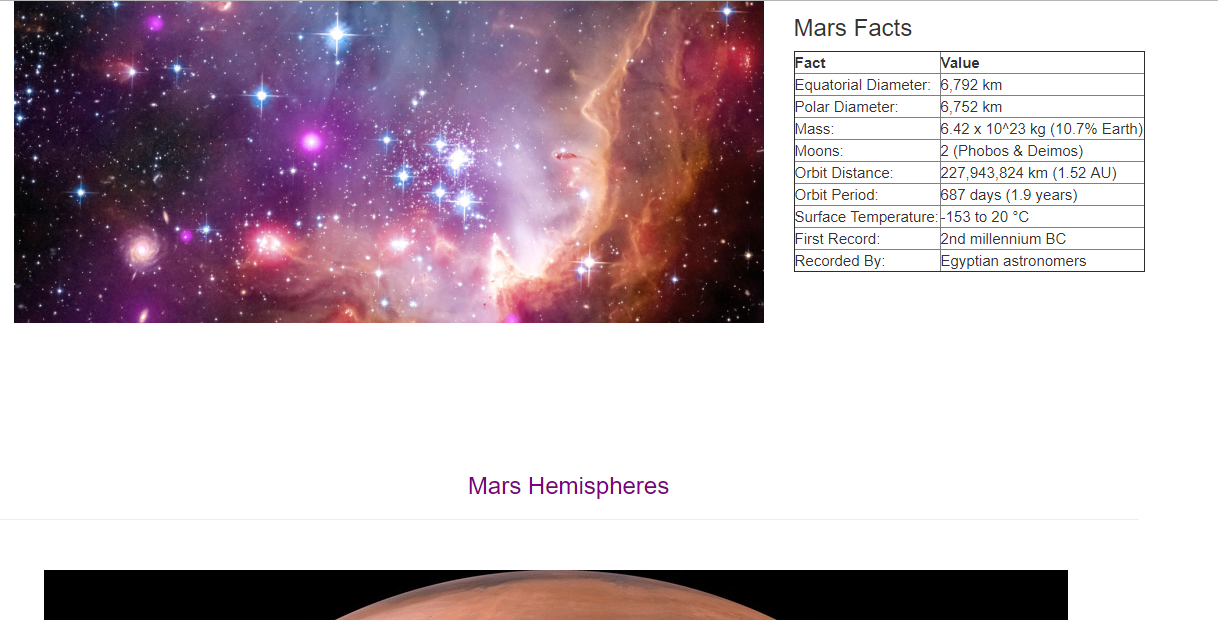 Mars Facts
Fact Value
Equatorial Diameter: 6,792 km
Polar Diameter: 6,752 km
Mass: 6.42 x 10^23 kg (10.7% Earth)
Moons: 2 (Phobos & Deimos)
Orbit Distance: 227,943,824 km (1.52 AU)
Orbit Period: 687 days (1.9 years)
Surface Temperature: -153 to 20 °C
First Record: 2nd millennium BC
Recorded By: Egyptian astronomers
Mars Hemispheres